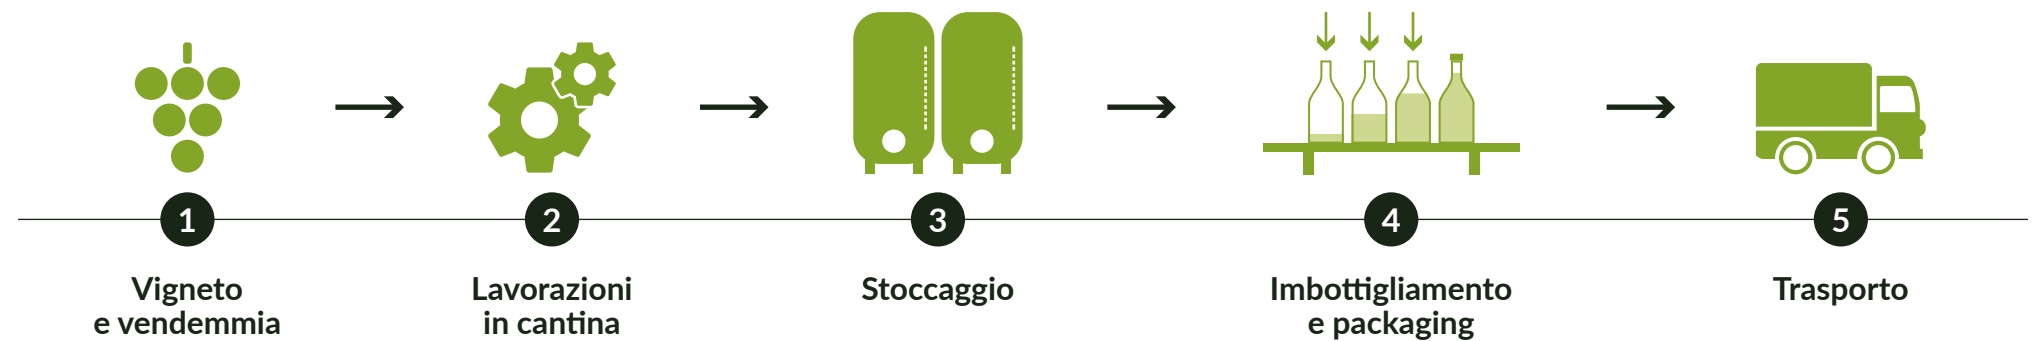 1
2
3
4
5
Vigneto
e vendemmia
Lavorazioni
in cantina
Stoccaggio
Imbottigliamento
e packaging
Trasporto